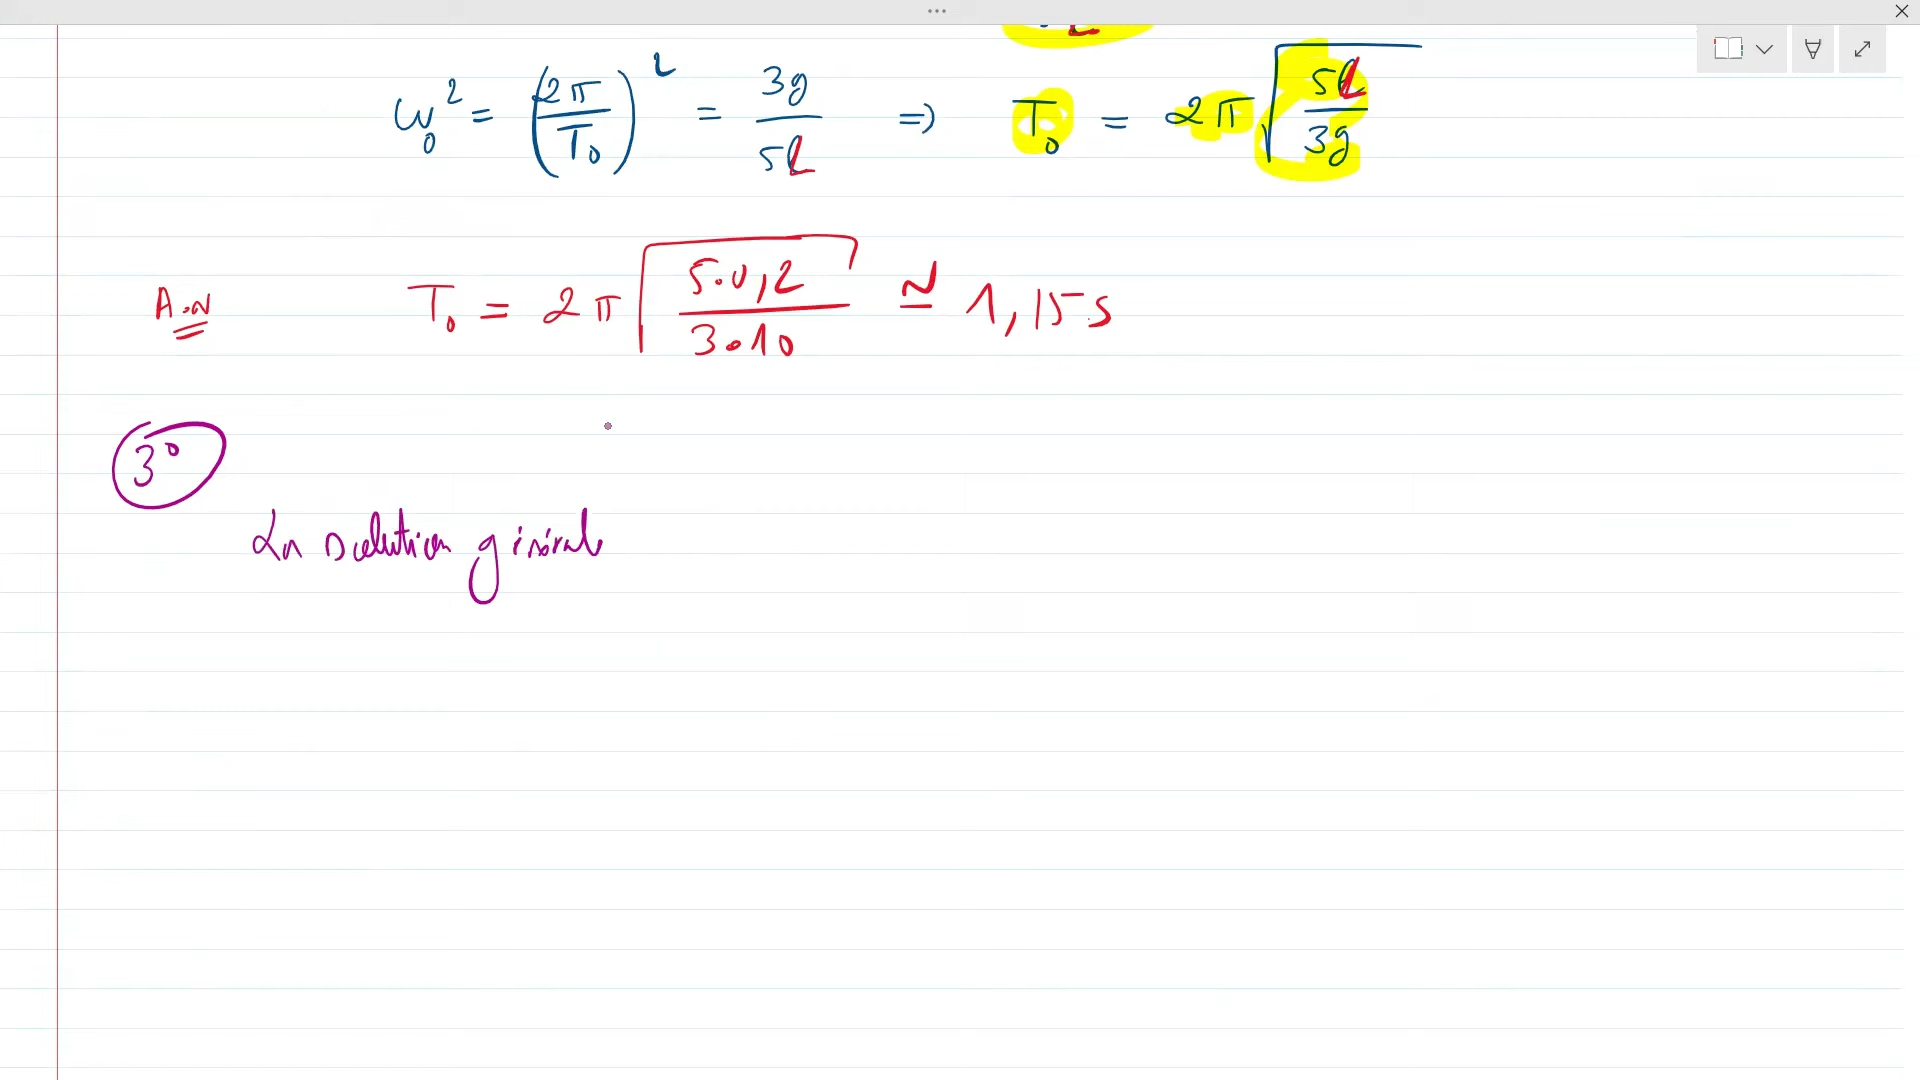 ω₀² = (2π/T₀)² = 3g/5L ⇒ T₀ = 2π√(5L/3g)
A.N T₀ = 2π√(5.0,2/3.10) ≃ 1,15 s
3°
La solution générale